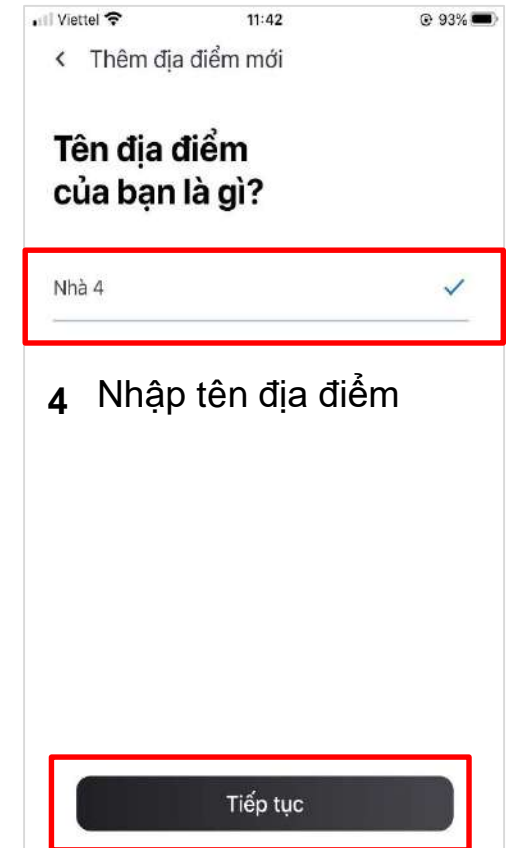 Viettel 11:42 93%
Thêm địa điểm mới
Tên địa điểm
của bạn là gì?
Nhà 4
4 Nhập tên địa điểm
Tiếp tục